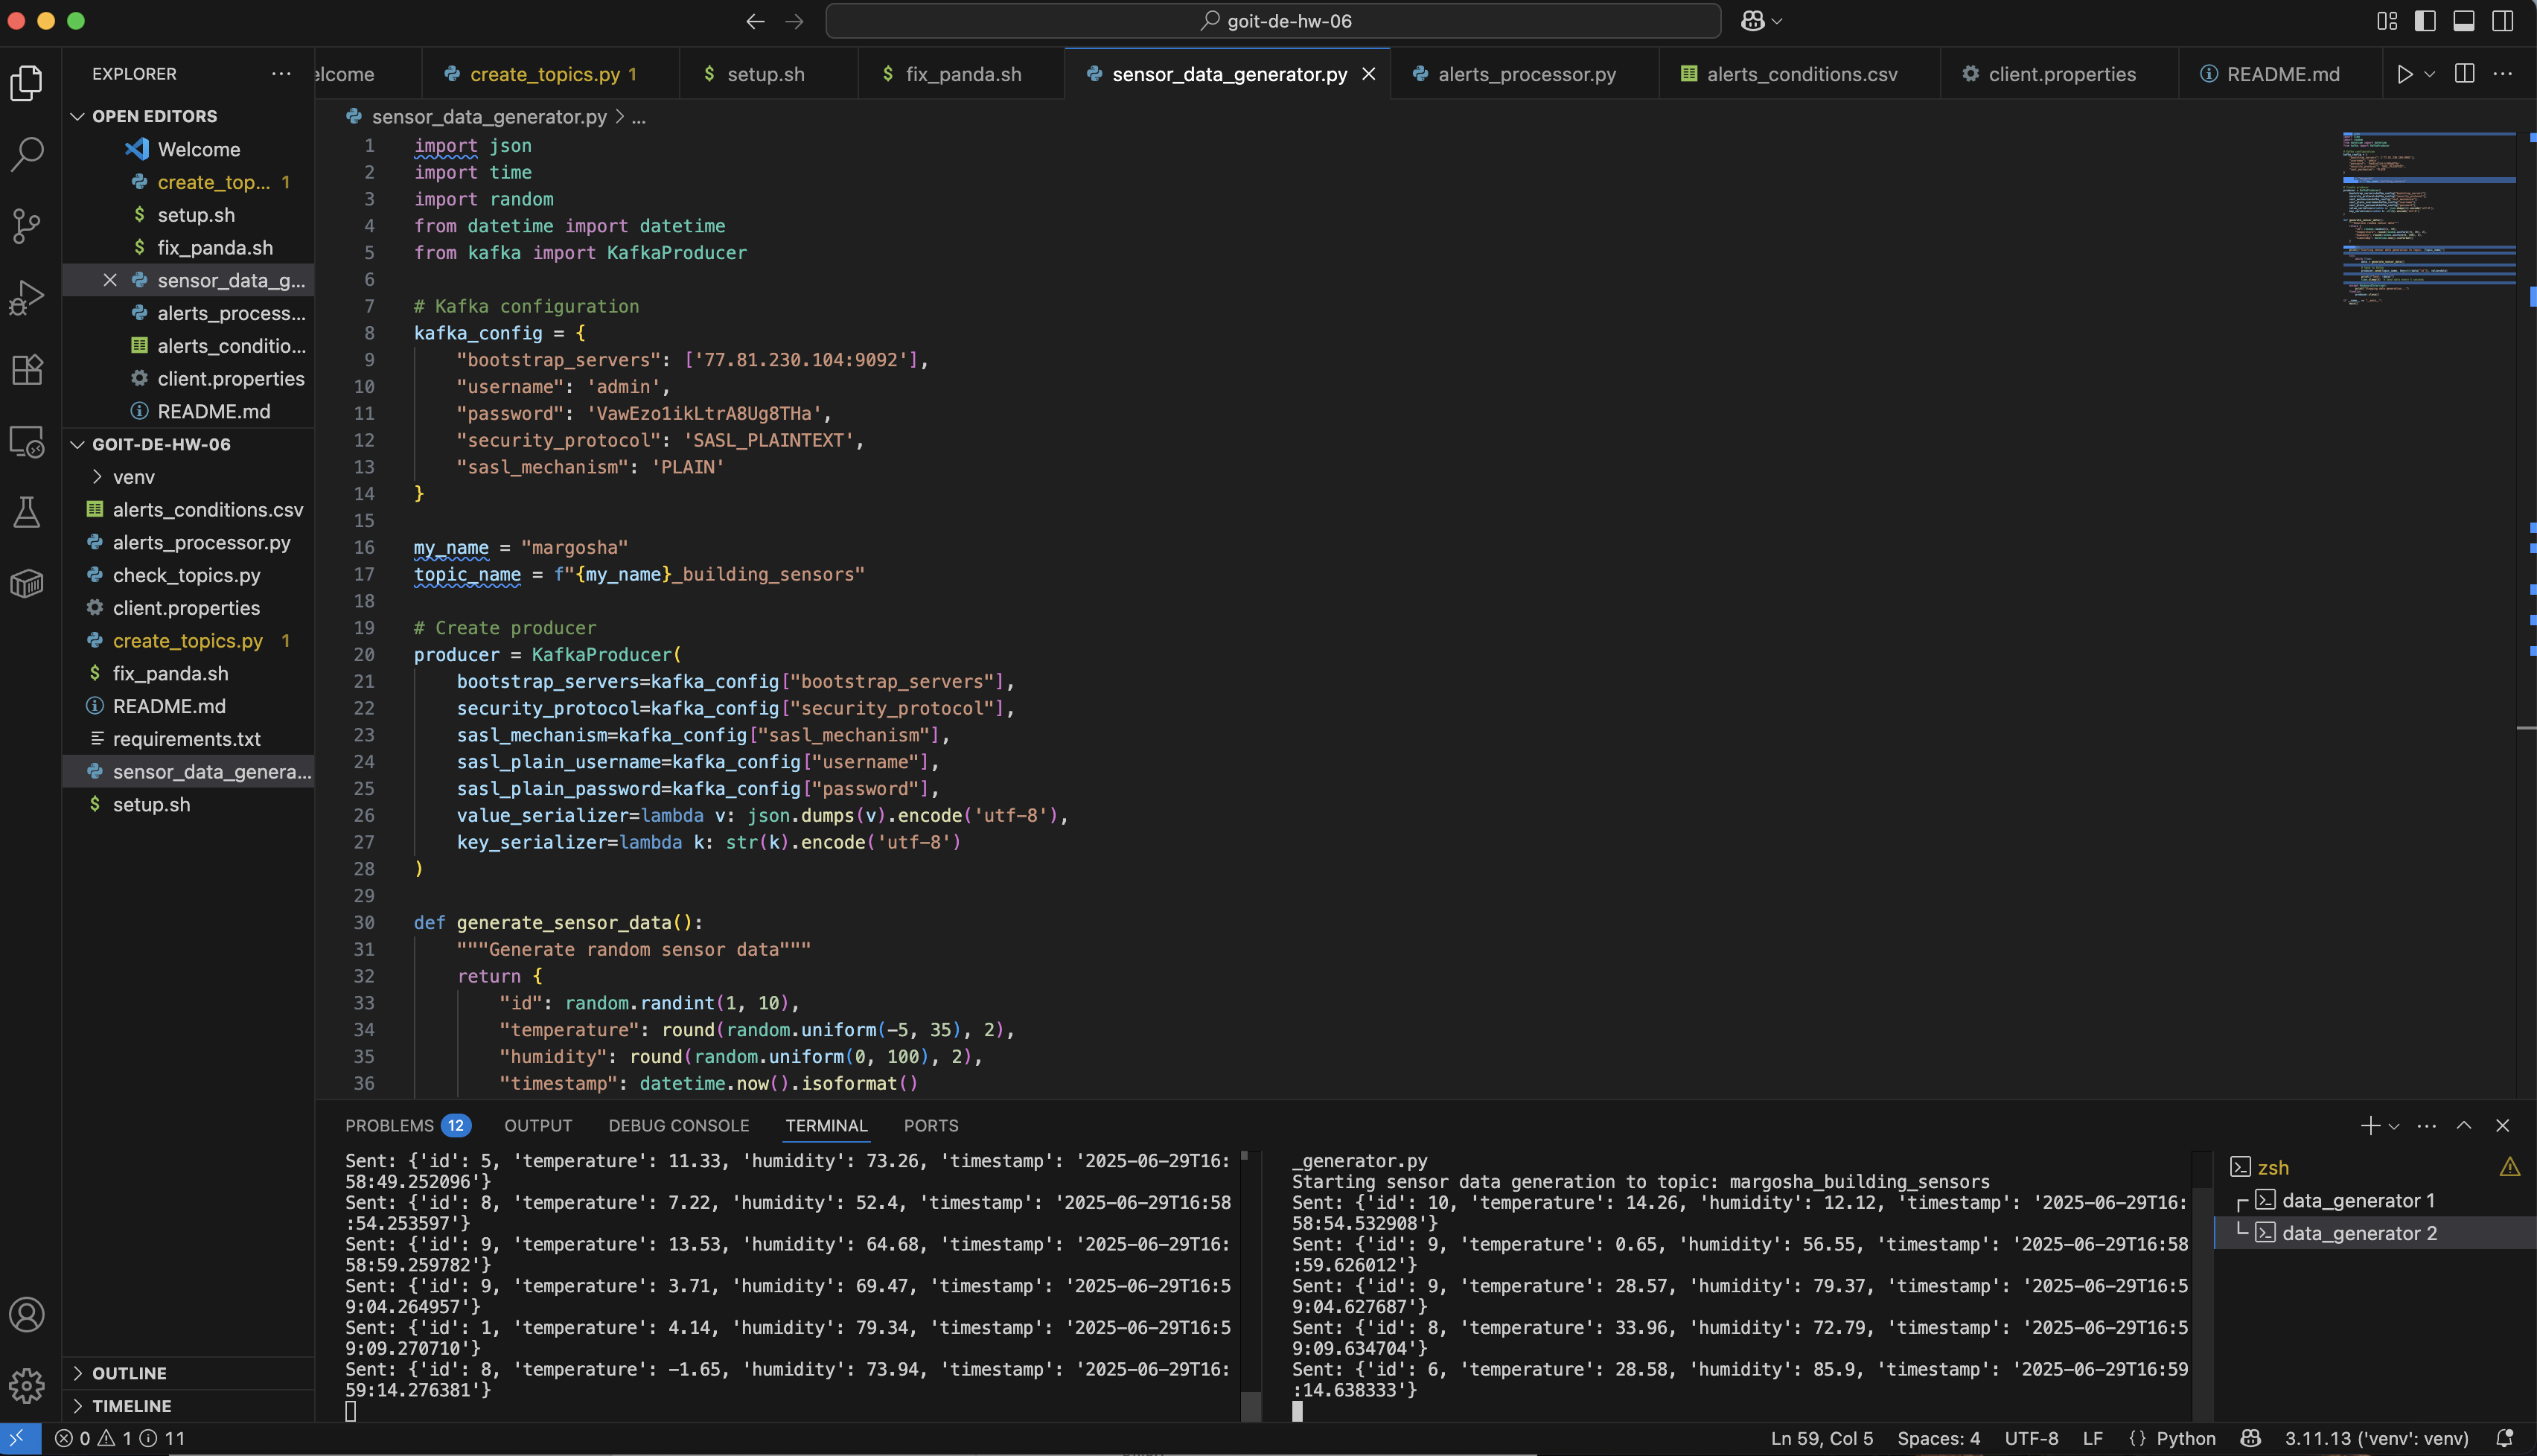 goit-de-hw-06
EXPLORER
OPEN EDITORS
Welcome
create_top... 1
setup.sh
fix_panda.sh
sensor_data_g...
alerts_process...
alerts_conditio...
client.properties
README.md
GOIT-DE-HW-06
venv
alerts_conditions.csv
alerts_processor.py
check_topics.py
client.properties
create_topics.py 1
fix_panda.sh
README.md
requirements.txt
sensor_data_genera...
setup.sh
OUTLINE
TIMELINE
elcome
create_topics.py 1
setup.sh
fix_panda.sh
sensor_data_generator.py
alerts_processor.py
alerts_conditions.csv
client.properties
README.md
sensor_data_generator.py > ...
1 import json
2 import time
3 import random
4 from datetime import datetime
5 from kafka import KafkaProducer
6
7 # Kafka configuration
8 kafka_config = {
9 "bootstrap_servers": ['77.81.230.104:9092'],
10 "username": 'admin',
11 "password": 'VawEzo1ikLtrA8Ug8THa',
12 "security_protocol": 'SASL_PLAINTEXT',
13 "sasl_mechanism": 'PLAIN'
14 }
15
16 my_name = "margosha"
17 topic_name = f"{my_name}_building_sensors"
18
19 # Create producer
20 producer = KafkaProducer(
21 bootstrap_servers=kafka_config["bootstrap_servers"],
22 security_protocol=kafka_config["security_protocol"],
23 sasl_mechanism=kafka_config["sasl_mechanism"],
24 sasl_plain_username=kafka_config["username"],
25 sasl_plain_password=kafka_config["password"],
26 value_serializer=lambda v: json.dumps(v).encode('utf-8'),
27 key_serializer=lambda k: str(k).encode('utf-8')
28 )
29
30 def generate_sensor_data():
31 """Generate random sensor data"""
32 return {
33 "id": random.randint(1, 10),
34 "temperature": round(random.uniform(-5, 35), 2),
35 "humidity": round(random.uniform(0, 100), 2),
36 "timestamp": datetime.now().isoformat()
PROBLEMS 12 OUTPUT DEBUG CONSOLE TERMINAL PORTS
Sent: {'id': 5, 'temperature': 11.33, 'humidity': 73.26, 'timestamp': '2025-06-29T16:
58:49.252096'}
Sent: {'id': 8, 'temperature': 7.22, 'humidity': 52.4, 'timestamp': '2025-06-29T16:58
:54.253597'}
Sent: {'id': 9, 'temperature': 13.53, 'humidity': 64.68, 'timestamp': '2025-06-29T16:
58:59.259782'}
Sent: {'id': 9, 'temperature': 3.71, 'humidity': 69.47, 'timestamp': '2025-06-29T16:5
9:04.264957'}
Sent: {'id': 1, 'temperature': 4.14, 'humidity': 79.34, 'timestamp': '2025-06-29T16:5
9:09.270710'}
Sent: {'id': 8, 'temperature': -1.65, 'humidity': 73.94, 'timestamp': '2025-06-29T16:
59:14.276381'}
_generator.py
Starting sensor data generation to topic: margosha_building_sensors
Sent: {'id': 10, 'temperature': 14.26, 'humidity': 12.12, 'timestamp': '2025-06-29T16:
58:54.532908'}
Sent: {'id': 9, 'temperature': 0.65, 'humidity': 56.55, 'timestamp': '2025-06-29T16:58
:59.626012'}
Sent: {'id': 9, 'temperature': 28.57, 'humidity': 79.37, 'timestamp': '2025-06-29T16:5
9:04.627687'}
Sent: {'id': 8, 'temperature': 33.96, 'humidity': 72.79, 'timestamp': '2025-06-29T16:5
9:09.634704'}
Sent: {'id': 6, 'temperature': 28.58, 'humidity': 85.9, 'timestamp': '2025-06-29T16:59
:14.638333'}
zsh
data_generator 1
data_generator 2
0 1 11
Ln 59, Col 5 Spaces: 4 UTF-8 LF {} Python 3.11.13 ('venv': venv)